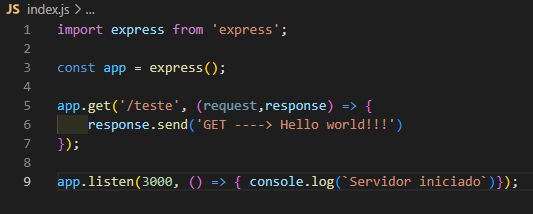 JS index.js > ...
1 import express from 'express';
2
3 const app = express();
4
5 app.get('/teste', (request,response) => {
6 response.send('GET ----> Hello world!!!')
7 });
8
9 app.listen(3000, () => { console.log(`Servidor iniciado`)});